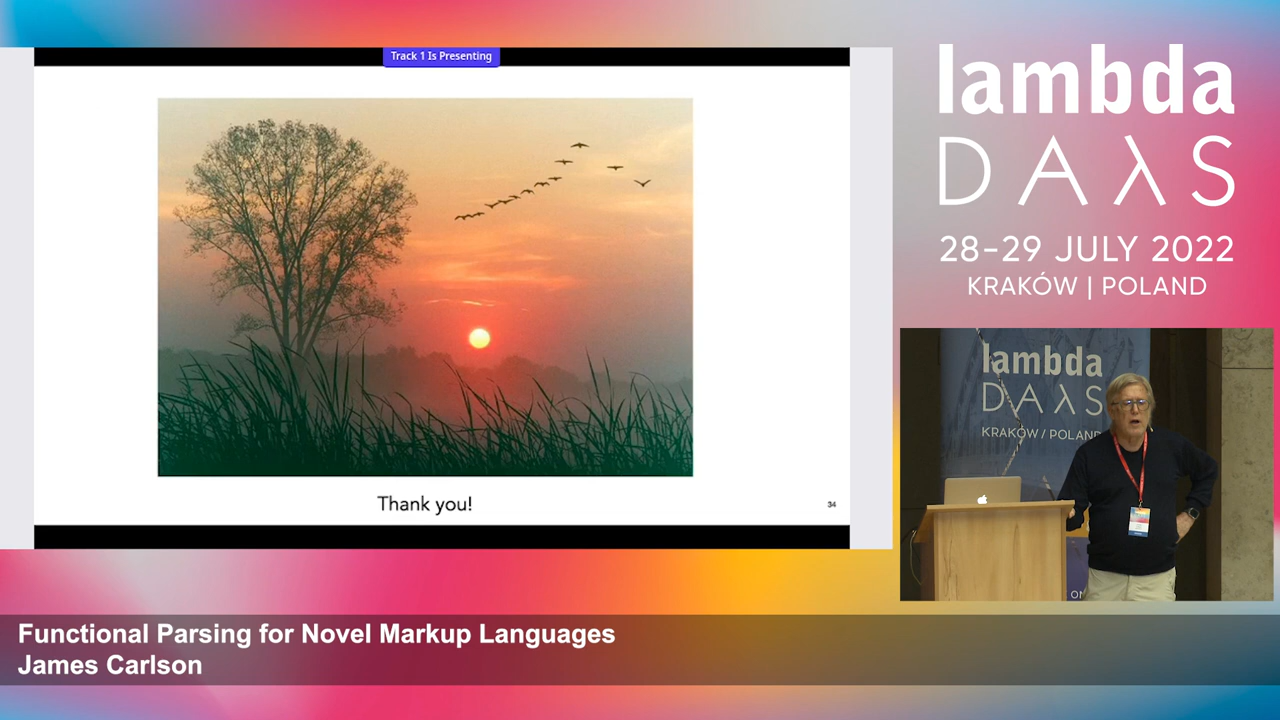 Track 1 Is Presenting
Thank you!
34
lambda
DAλS
28–29 JULY 2022
KRAKÓW | POLAND
lambda
DAλS
KRAKÓW / POLAND
Functional Parsing for Novel Markup Languages
James Carlson